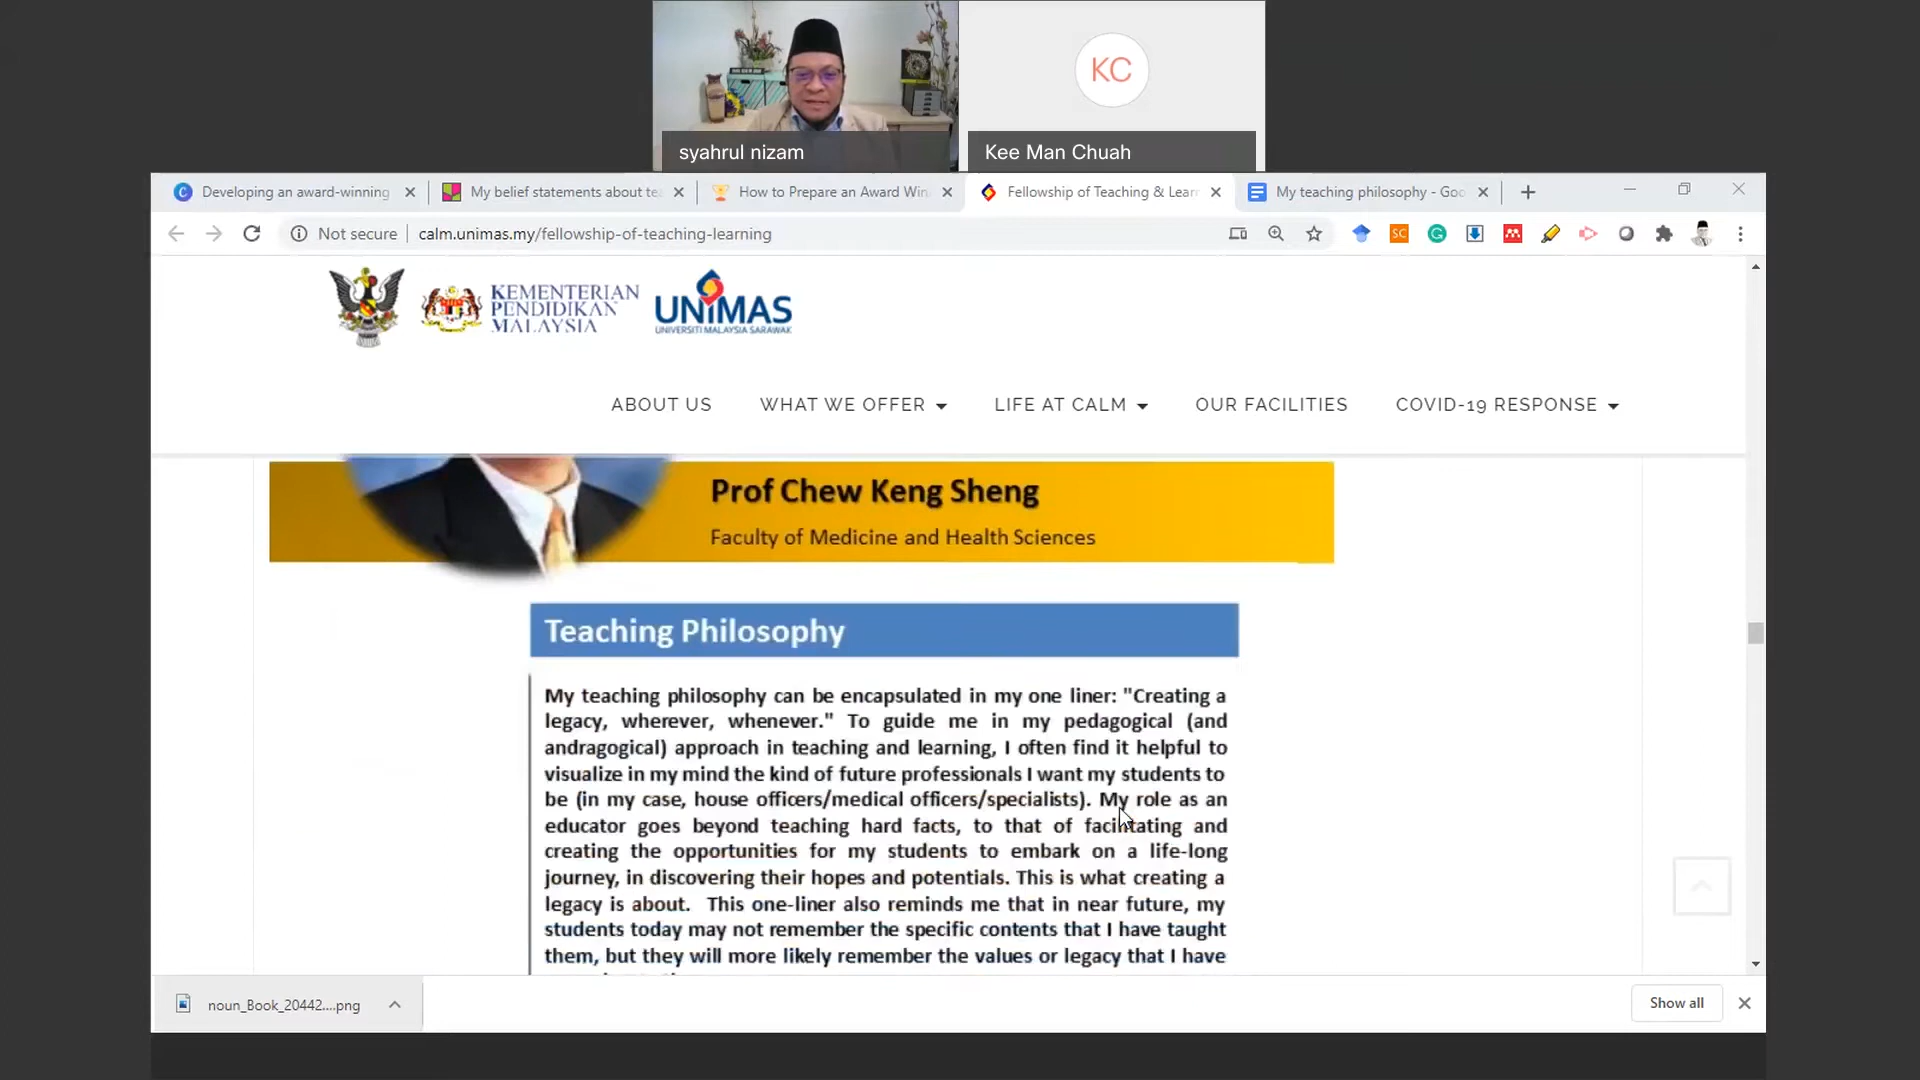 KC
syahrul nizam
Kee Man Chuah
Developing an award-winning
My belief statements about te
How to Prepare an Award Win
Fellowship of Teaching & Lear
My teaching philosophy - Goo
Not secure
calm.unimas.my/fellowship-of-teaching-learning
SC
KEMENTERIAN
PENDIDIKAN
MALAYSIA
UNIMAS
UNIVERSITI MALAYSIA SARAWAK
ABOUT US
WHAT WE OFFER
LIFE AT CALM
OUR FACILITIES
COVID-19 RESPONSE
Prof Chew Keng Sheng
Faculty of Medicine and Health Sciences
Teaching Philosophy
My teaching philosophy can be encapsulated in my one liner: "Creating a
legacy, wherever, whenever." To guide me in my pedagogical (and
andragogical) approach in teaching and learning, I often find it helpful to
visualize in my mind the kind of future professionals I want my students to
be (in my case, house officers/medical officers/specialists). My role as an
educator goes beyond teaching hard facts, to that of facilitating and
creating the opportunities for my students to embark on a life-long
journey, in discovering their hopes and potentials. This is what creating a
legacy is about. This one-liner also reminds me that in near future, my
students today may not remember the specific contents that I have taught
them, but they will more likely remember the values or legacy that I have
noun_Book_20442....png
Show all